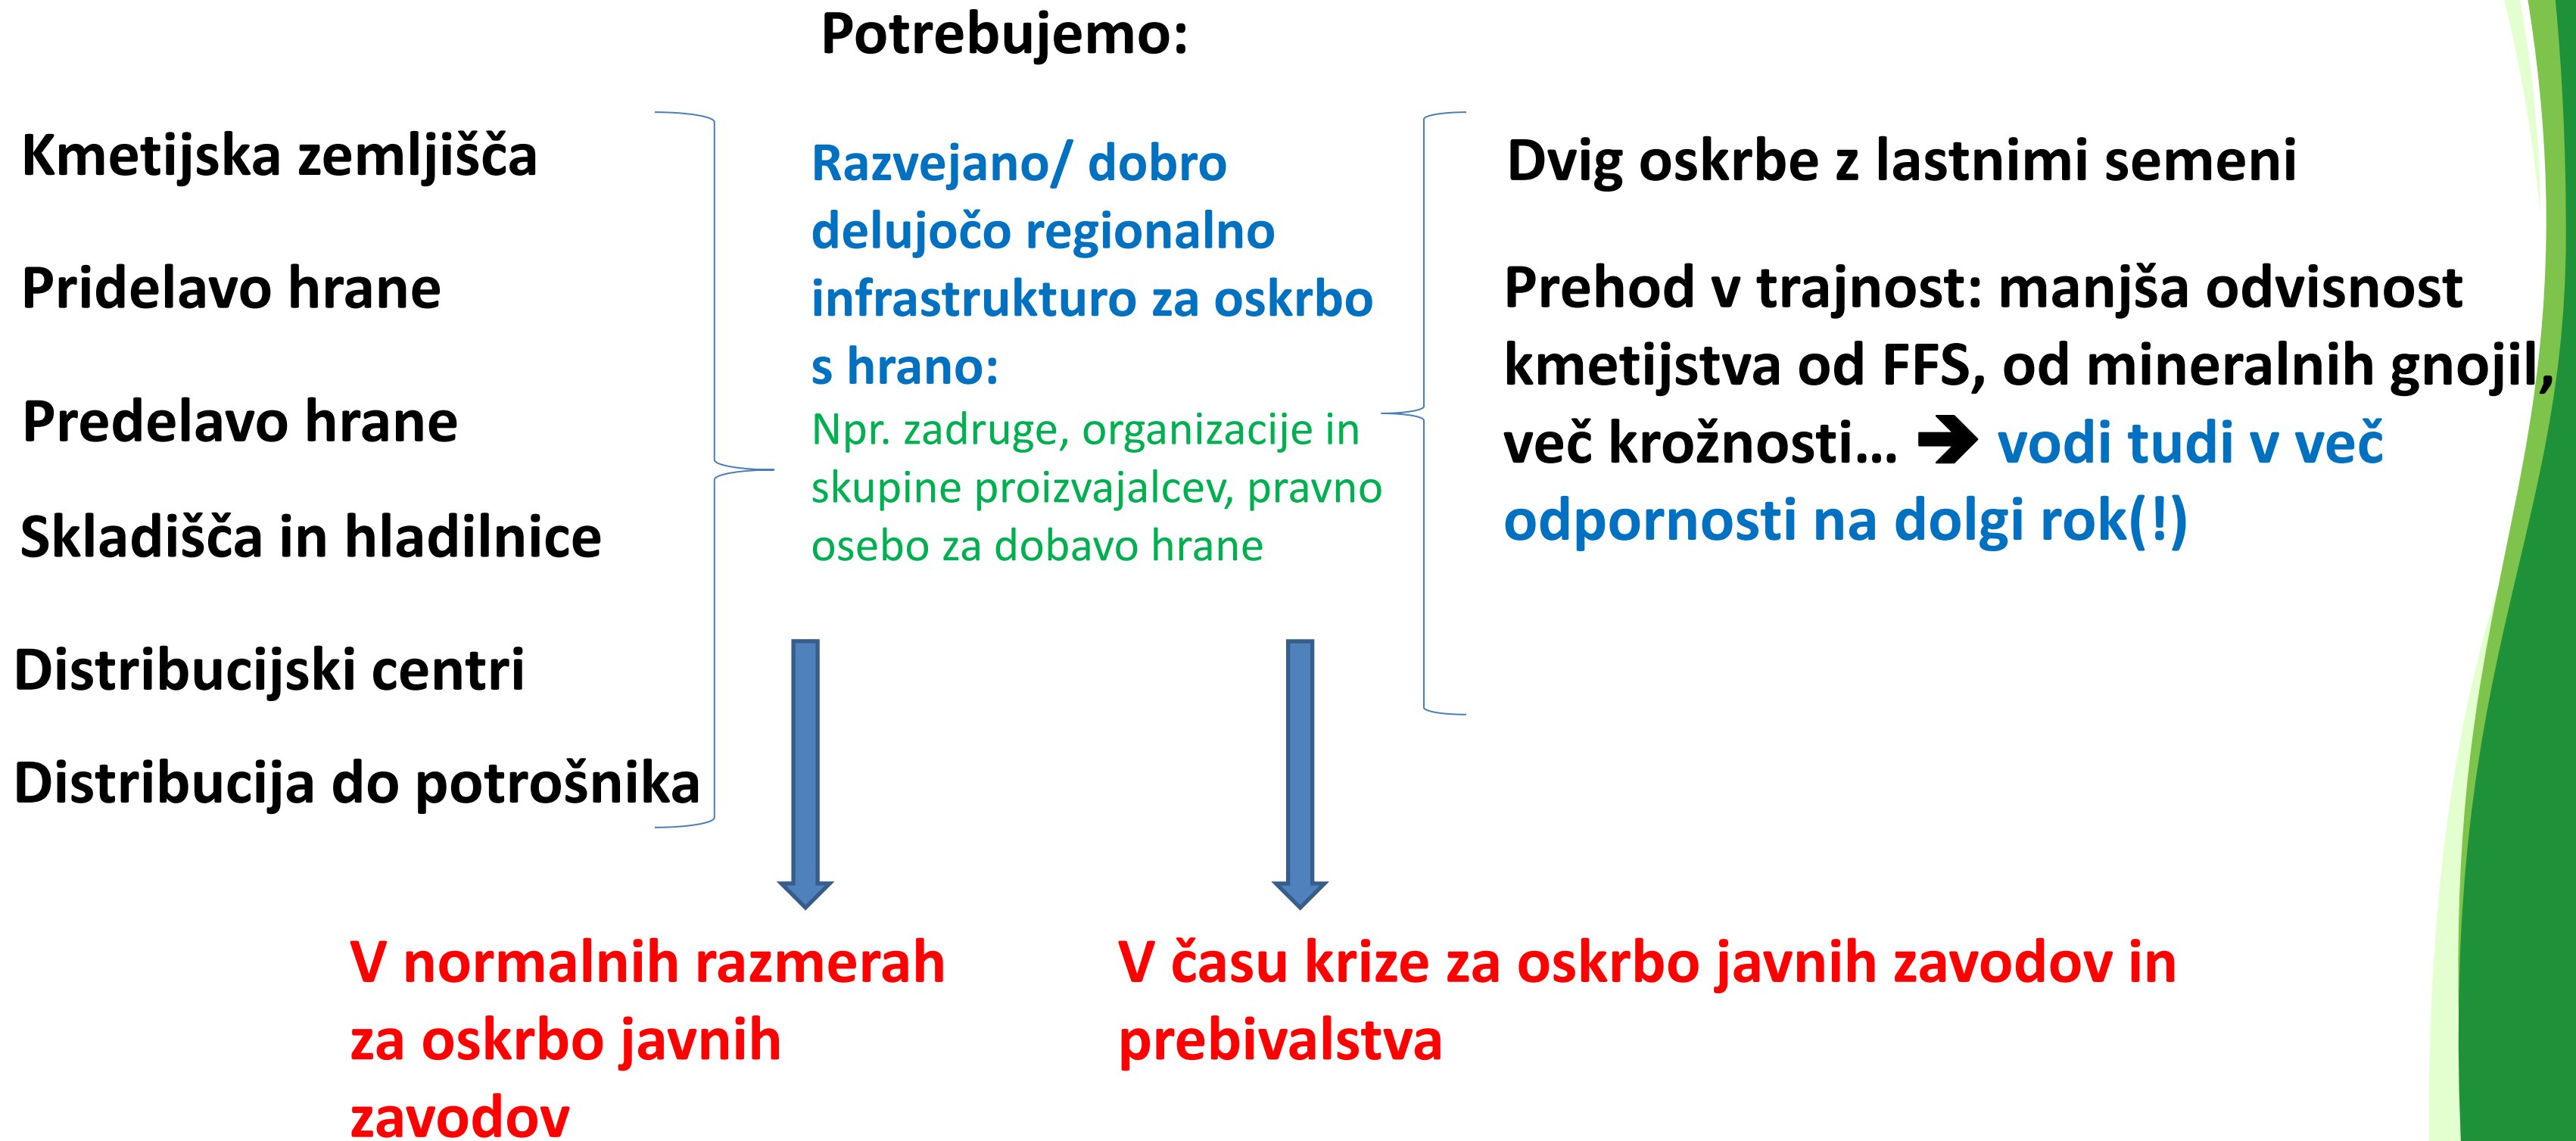 Potrebujemo:
Kmetijska zemljišča
Pridelavo hrane
Predelavo hrane
Skladišča in hladilnice
Distribucijski centri
Distribucija do potrošnika
Razvejano/ dobro
delujočo regionalno
infrastrukturo za oskrbo
s hrano:
Npr. zadruge, organizacije in
skupine proizvajalcev, pravno
osebo za dobavo hrane
Dvig oskrbe z lastnimi semeni
Prehod v trajnost: manjša odvisnost
kmetijstva od FFS, od mineralnih gnojil,
več krožnosti... 🡺 vodi tudi v več
odpornosti na dolgi rok(!)
V normalnih razmerah
za oskrbo javnih
zavodov
V času krize za oskrbo javnih zavodov in
prebivalstva